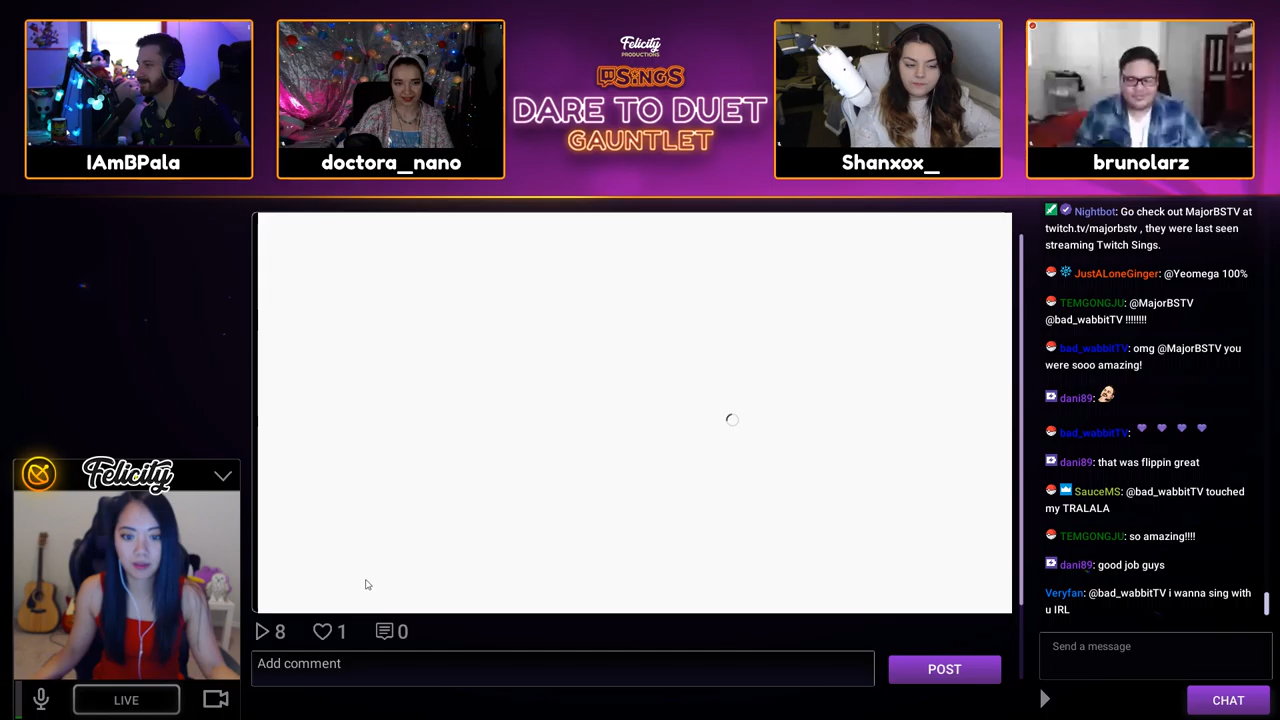 IAmBPala
doctora__nano
Felicity
PRODUCTIONS
SINGS
DARE TO DUET
GAUNTLET
Shanxox_
brunolarz
Nightbot: Go check out MajorBSTV at
twitch.tv/majorbstv , they were last seen
streaming Twitch Sings.
JustALoneGinger: @Yeomega 100%
TEMGONGJU: @MajorBSTV
@bad_wabbitTV !!!!!!!!
bad_wabbitTV: omg @MajorBSTV you
were sooo amazing!
dani89:
bad_wabbitTV:
dani89: that was flippin great
SauceMS: @bad_wabbitTV touched
my TRALALA
TEMGONGJU: so amazing!!!!
dani89: good job guys
Veryfan: @bad_wabbitTV i wanna sing with
u IRL
Send a message
CHAT
Felicity
LIVE
8 1 0
Add comment
POST